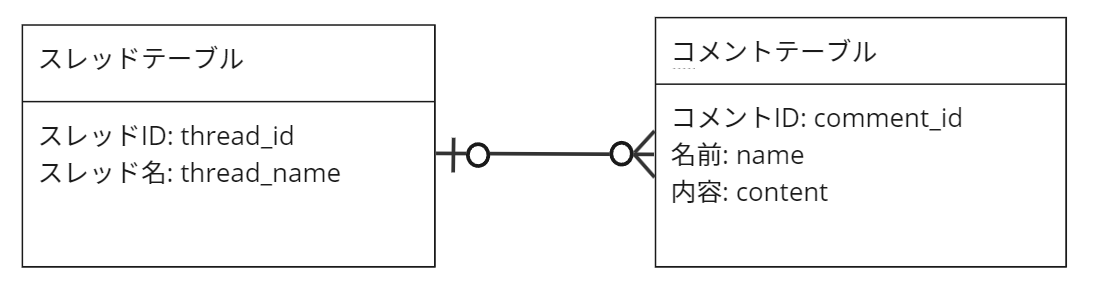 スレッドテーブル
スレッドID: thread_id
スレッド名: thread_name
コメントテーブル
コメントID: comment_id
名前: name
内容: content